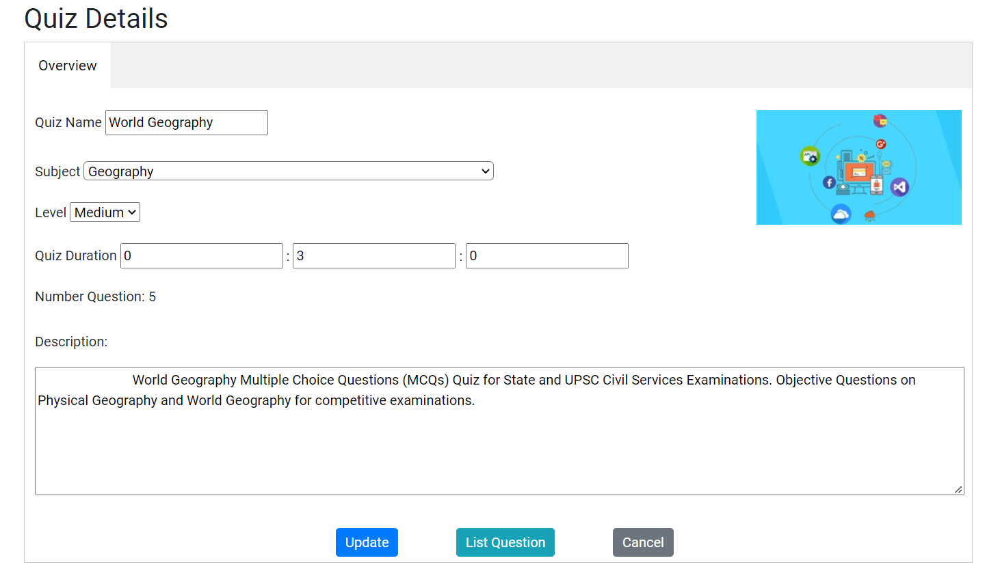 Quiz Details
Overview
Quiz Name World Geography
Subject Geography
Level Medium
Quiz Duration 0 : 3 : 0
Number Question: 5
Description:
World Geography Multiple Choice Questions (MCQs) Quiz for State and UPSC Civil Services Examinations. Objective Questions on
Physical Geography and World Geography for competitive examinations.
Update List Question Cancel